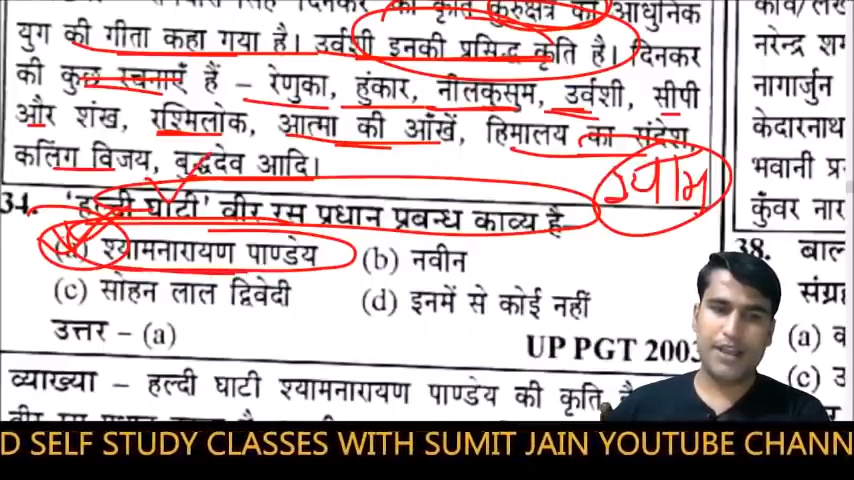 की कृति कुरुक्षेत्र को आधुनिक
युग की गीता कहा गया है। उर्वशी इनकी प्रसिद्ध कृति है। दिनकर
की कुछ रचनाएँ हैं – रेणुका, हुंकार, नीलकुसुम, उर्वशी, सीपी
और शंख, रश्मिलोक, आत्मा की आँखें, हिमालय का संदेश,
कलिंग विजय, बुद्धदेव आदि।
34. 'हल्दी घाटी' वीर रस प्रधान प्रबन्ध काव्य है–
(a) श्यामनारायण पाण्डेय (b) नवीन
(c) सोहन लाल द्विवेदी (d) इनमें से कोई नहीं
उत्तर – (a)
UP PGT 2003
व्याख्या – हल्दी घाटी श्यामनारायण पाण्डेय की कृति है
नरेन्द्र
नागार्जुन
केदारनाथ
भवानी
कुँवर
38.
(a)
(c)
D SELF STUDY CLASSES WITH SUMIT JAIN YOUTUBE CHANN